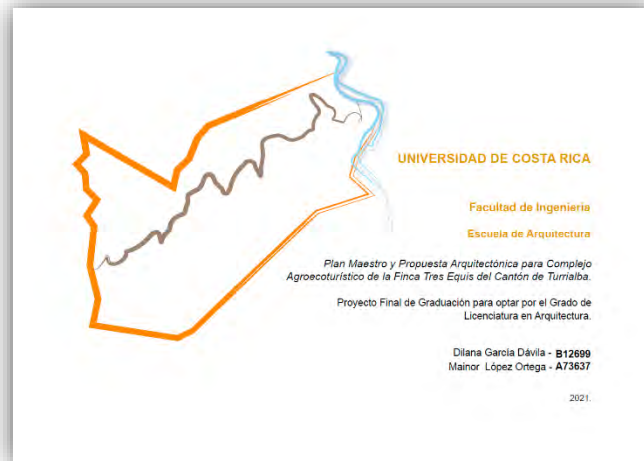 UNIVERSIDAD DE COSTA RICA
Facultad de Ingeniería
Escuela de Arquitectura
Plan Maestro y Propuesta Arquitectónica para Complejo
Agroecoturístico de la Finca Tres Equis del Cantón de Turrialba.
Proyecto Final de Graduación para optar por el Grado de
Licenciatura en Arquitectura.
Dilana García Dávila - B12699
Mainor López Ortega - A73637
2021.